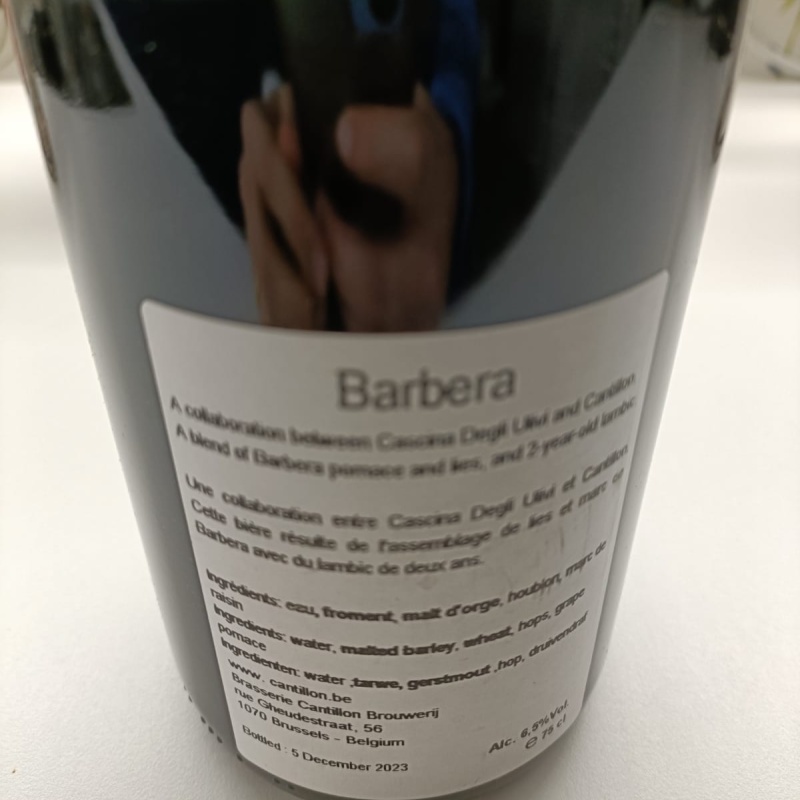 Barbera
A collaboration between Cascina Degli Ulivi and Cantillon
A blend of Barbera pomace and lies, and 2-year-old lambic
Une collaboration entre Cascina Degli Ulivi et Cantillon
Cette bière résulte de l'assemblage de lies et marc de
Barbera avec du lambic de deux ans.
Ingrédients: eau, froment, malt d'orge, houblon, marc de
raisin
Ingredients: water, malted barley, wheat, hops, grape
pomace
Ingredienten: water ,tarwe, gerstmout ,hop, druivendraf
www. cantillon.be
Brasserie Cantillon Brouwerij
rue Gheudestraat, 56
1070 Brussels - Belgium
Alc. 6,5%Vol.
℮ 75 cl
Bottled : 5 December 2023